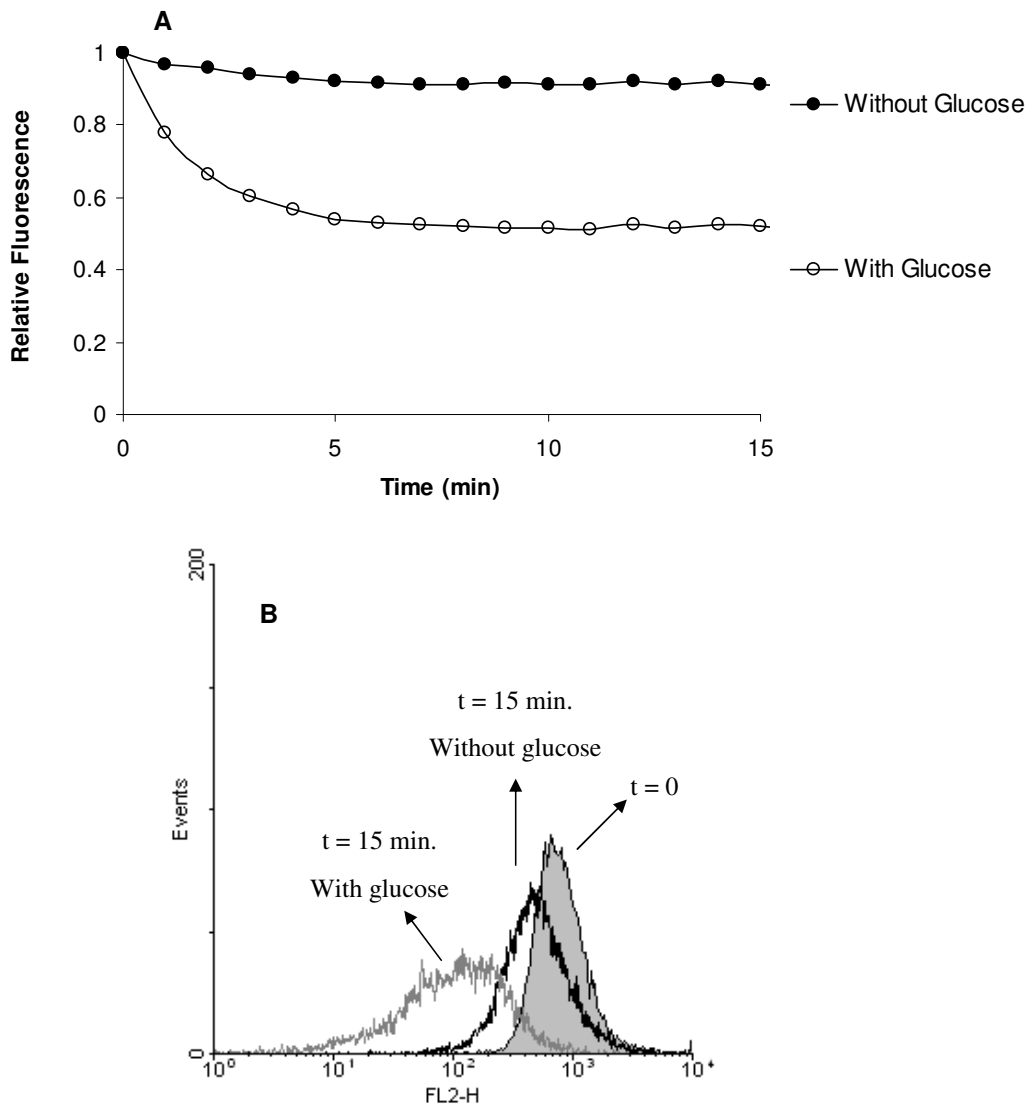 A
1
0.8
0.6
0.4
0.2
0
0
5
10
15
Relative Fluorescence
Time (min)
Without Glucose
With Glucose
B
200
0
Events
t = 15 min.
Without glucose
t = 0
t = 15 min.
With glucose
10⁰
10¹
10²
10³
10⁴
FL2-H